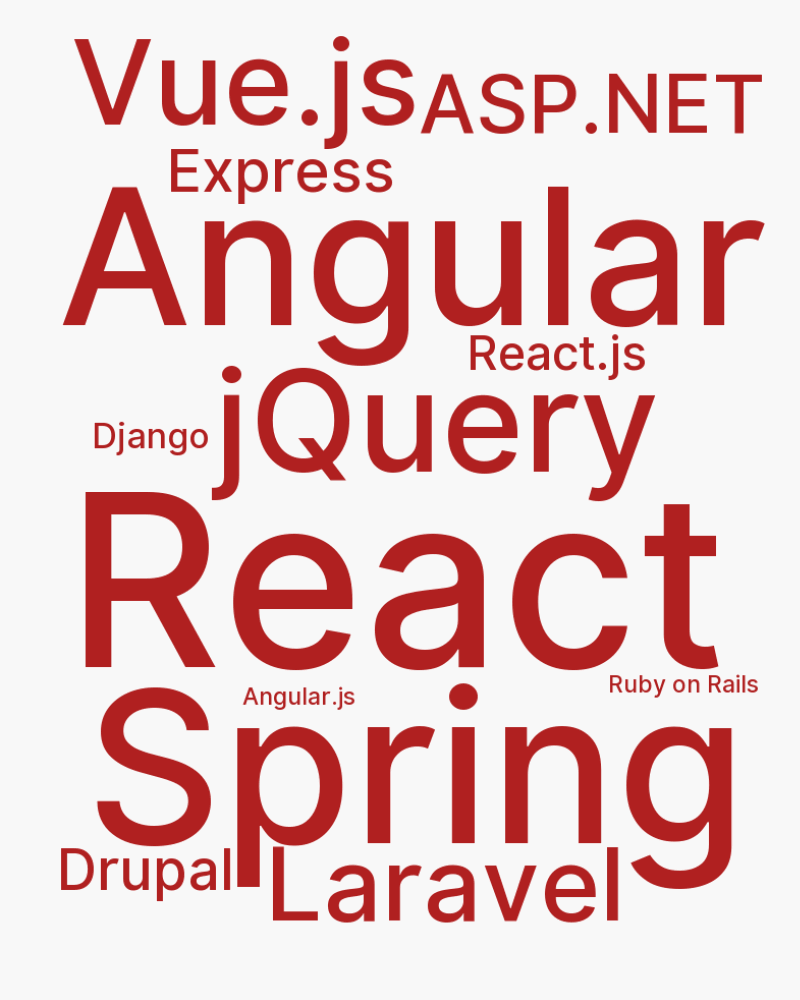 Vue.js
ASP.NET
Express
Angular
React.js
jQuery
Django
React
Ruby on Rails
Angular.js
Spring
Drupal
Laravel